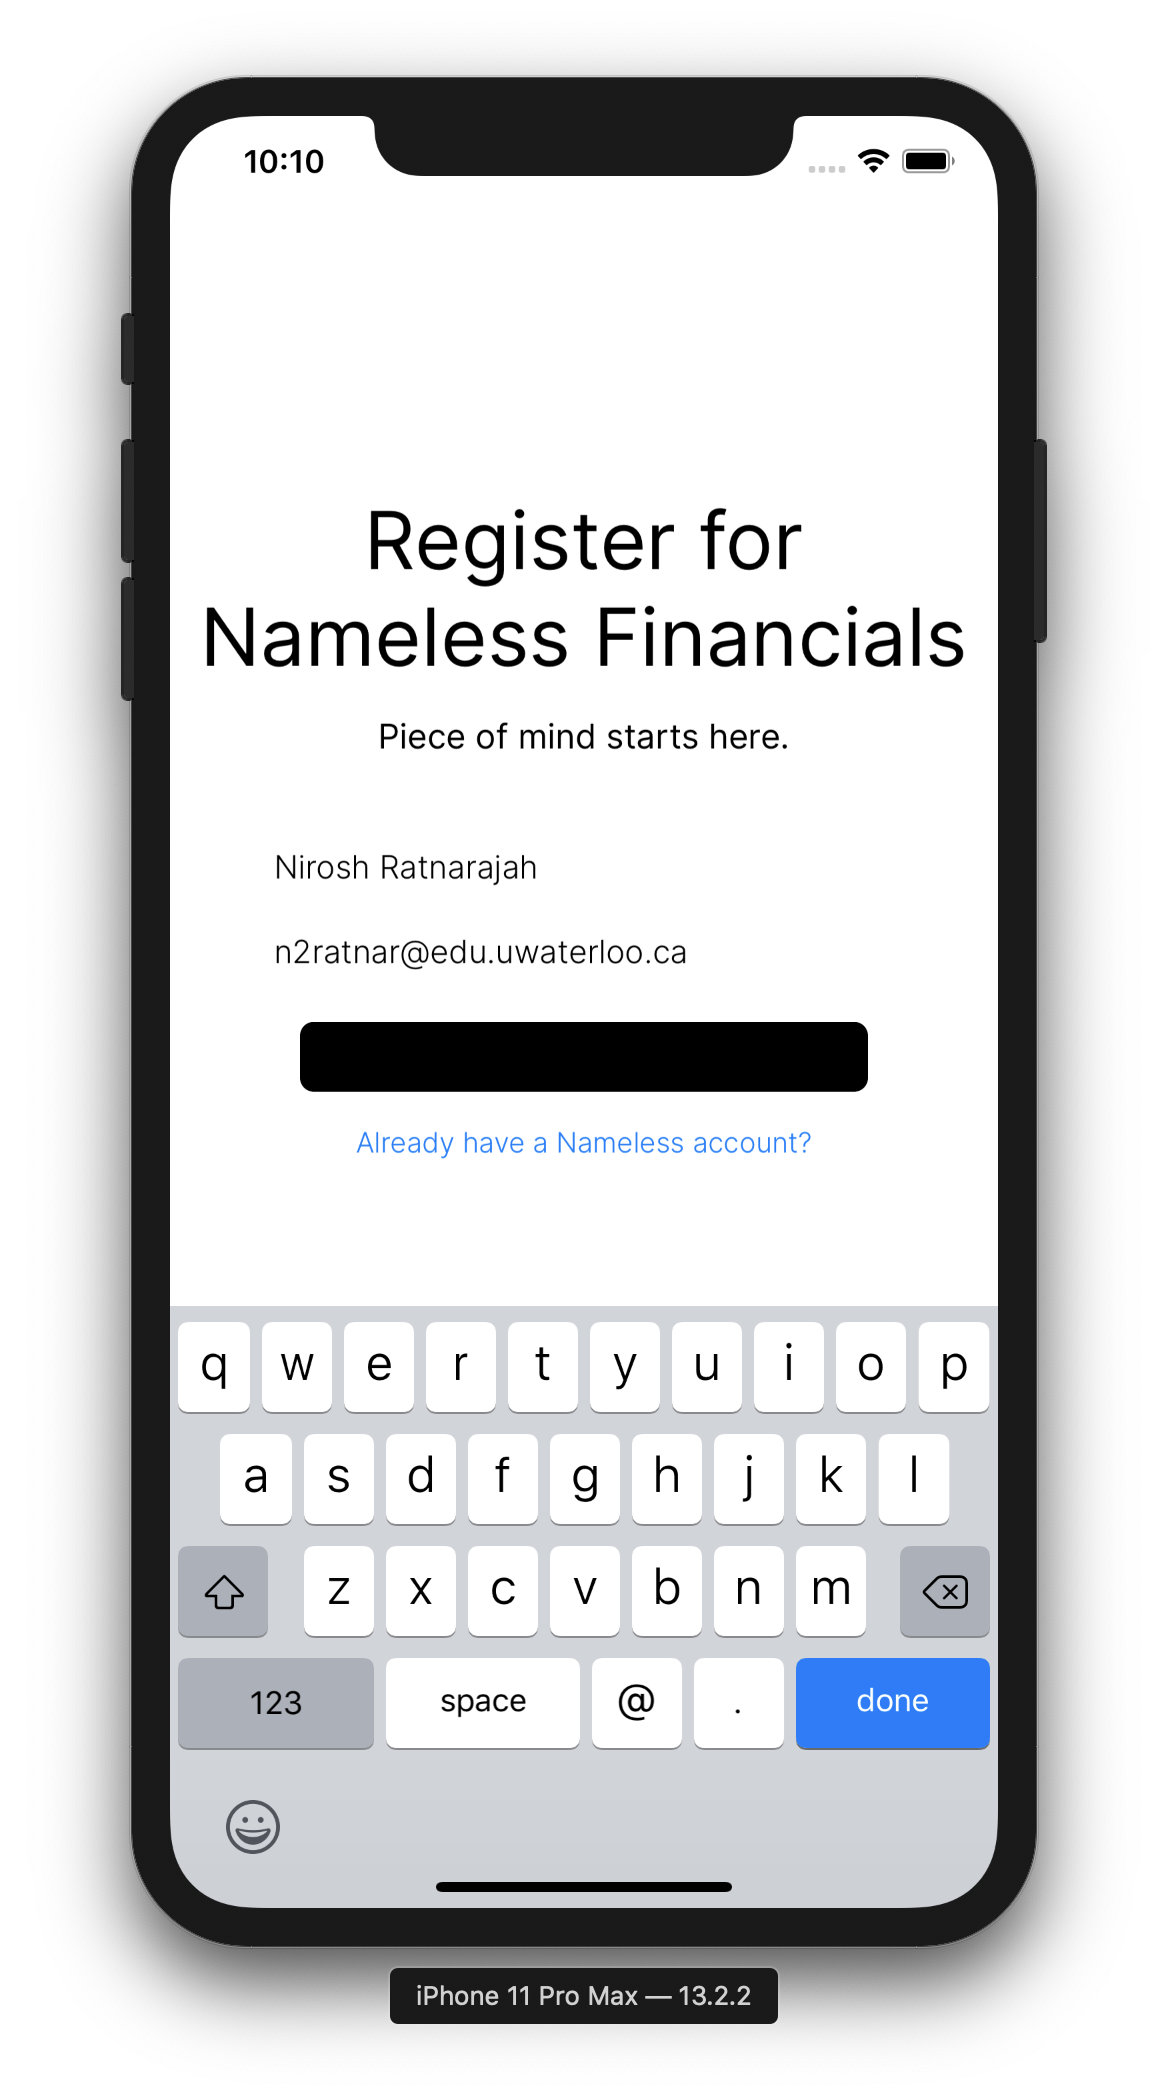 10:10
Register for
Nameless Financials
Piece of mind starts here.
Nirosh Ratnarajah
n2ratnar@edu.uwaterloo.ca
Already have a Nameless account?
q w e r t y u i o p
a s d f g h j k l
z x c v b n m
123 space @ . done
iPhone 11 Pro Max — 13.2.2